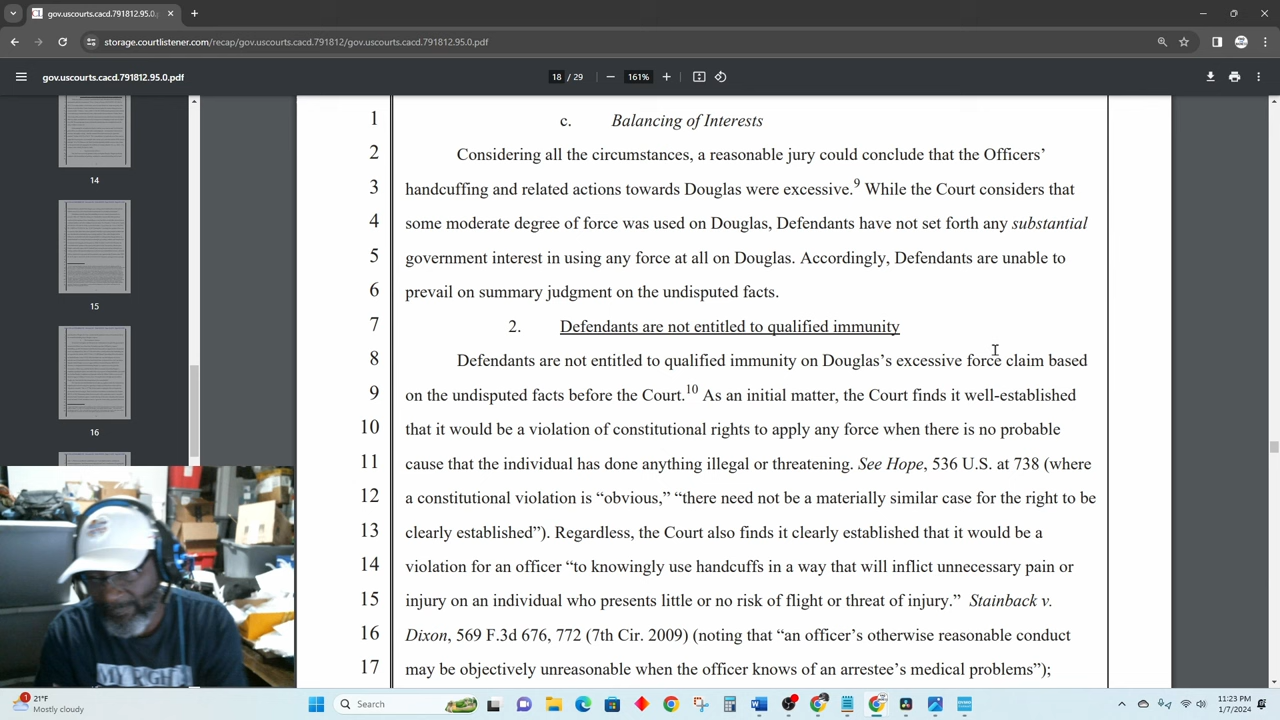 gov.uscourts.cacd.791812.95.0.p
storage.courtlistener.com/recap/gov.uscourts.cacd.791812/gov.uscourts.cacd.791812.95.0.pdf
gov.uscourts.cacd.791812.95.0.pdf
18 / 29
161%
14
15
16
1 c. Balancing of Interests
2 Considering all the circumstances, a reasonable jury could conclude that the Officers’
3 handcuffing and related actions towards Douglas were excessive.9 While the Court considers that
4 some moderate degree of force was used on Douglas, Defendants have not set forth any substantial
5 government interest in using any force at all on Douglas. Accordingly, Defendants are unable to
6 prevail on summary judgment on the undisputed facts.
7 2. Defendants are not entitled to qualified immunity
8 Defendants are not entitled to qualified immunity on Douglas’s excessive force claim based
9 on the undisputed facts before the Court.10 As an initial matter, the Court finds it well-established
10 that it would be a violation of constitutional rights to apply any force when there is no probable
11 cause that the individual has done anything illegal or threatening. See Hope, 536 U.S. at 738 (where
12 a constitutional violation is “obvious,” “there need not be a materially similar case for the right to be
13 clearly established”). Regardless, the Court also finds it clearly established that it would be a
14 violation for an officer “to knowingly use handcuffs in a way that will inflict unnecessary pain or
15 injury on an individual who presents little or no risk of flight or threat of injury.” Stainback v.
16 Dixon, 569 F.3d 676, 772 (7th Cir. 2009) (noting that “an officer’s otherwise reasonable conduct
17 may be objectively unreasonable when the officer knows of an arrestee’s medical problems”);
1
21°F
Mostly cloudy
Search
11:23 PM
1/7/2024